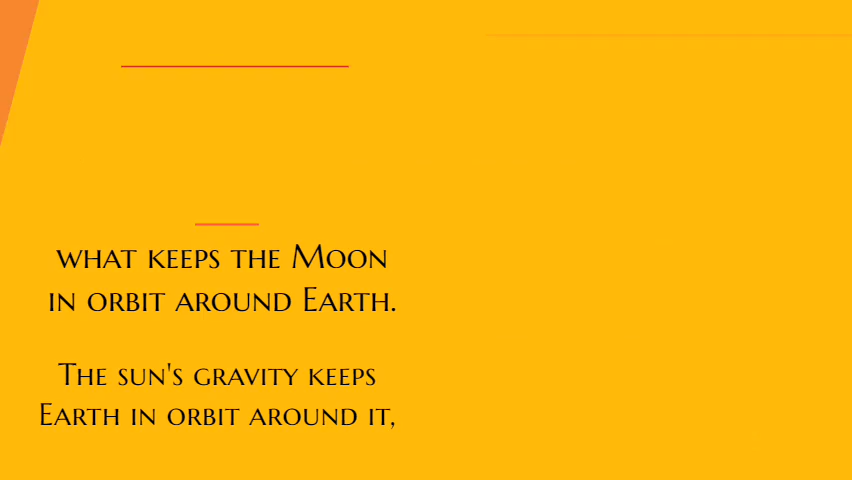 what keeps the Moon
in orbit around Earth.
The sun's gravity keeps
Earth in orbit around it,